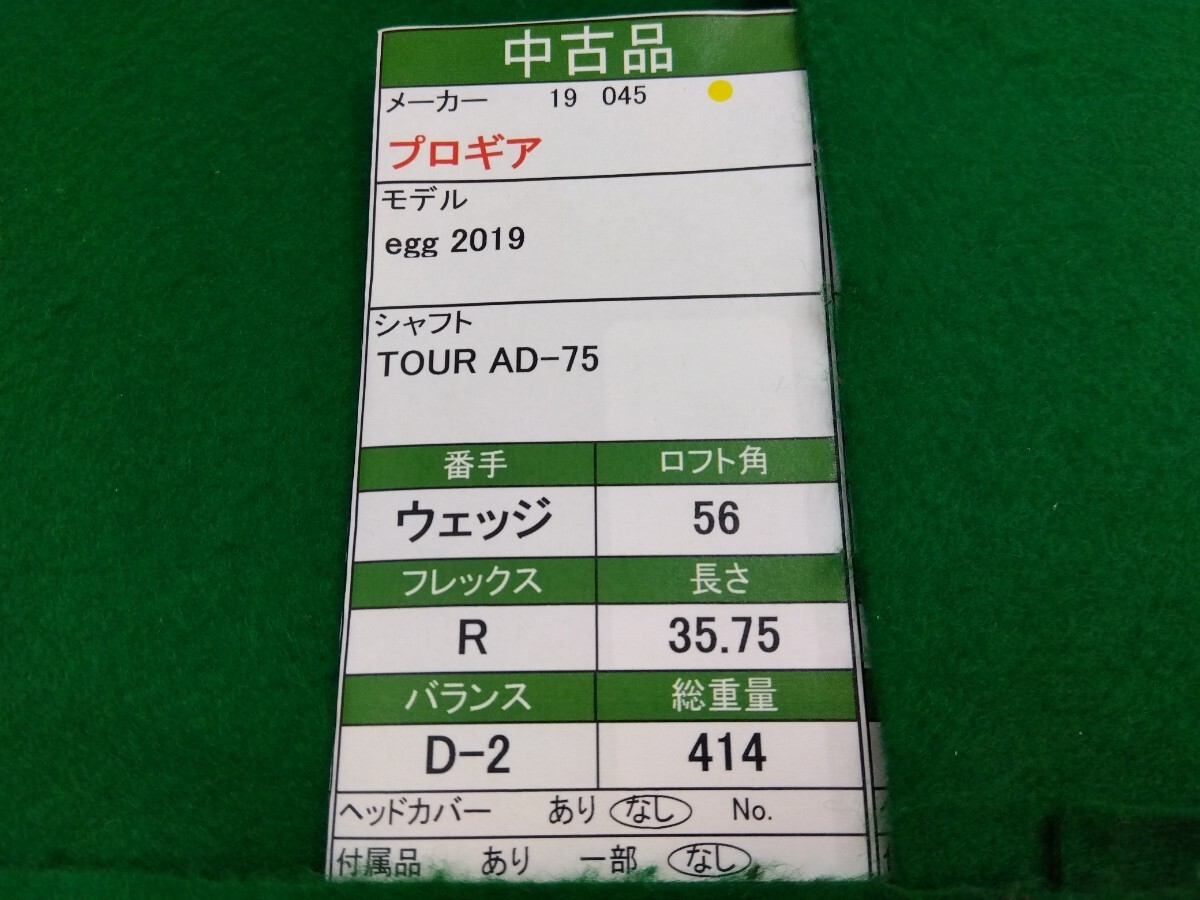 中古品
メーカー 19 045
プロギア
モデル
egg 2019
シャフト
TOUR AD-75
番手 ロフト角
ウェッジ 56
フレックス 長さ
R 35.75
バランス 総重量
D-2 414
ヘッドカバー あり なし No.
付属品 あり 一部 なし